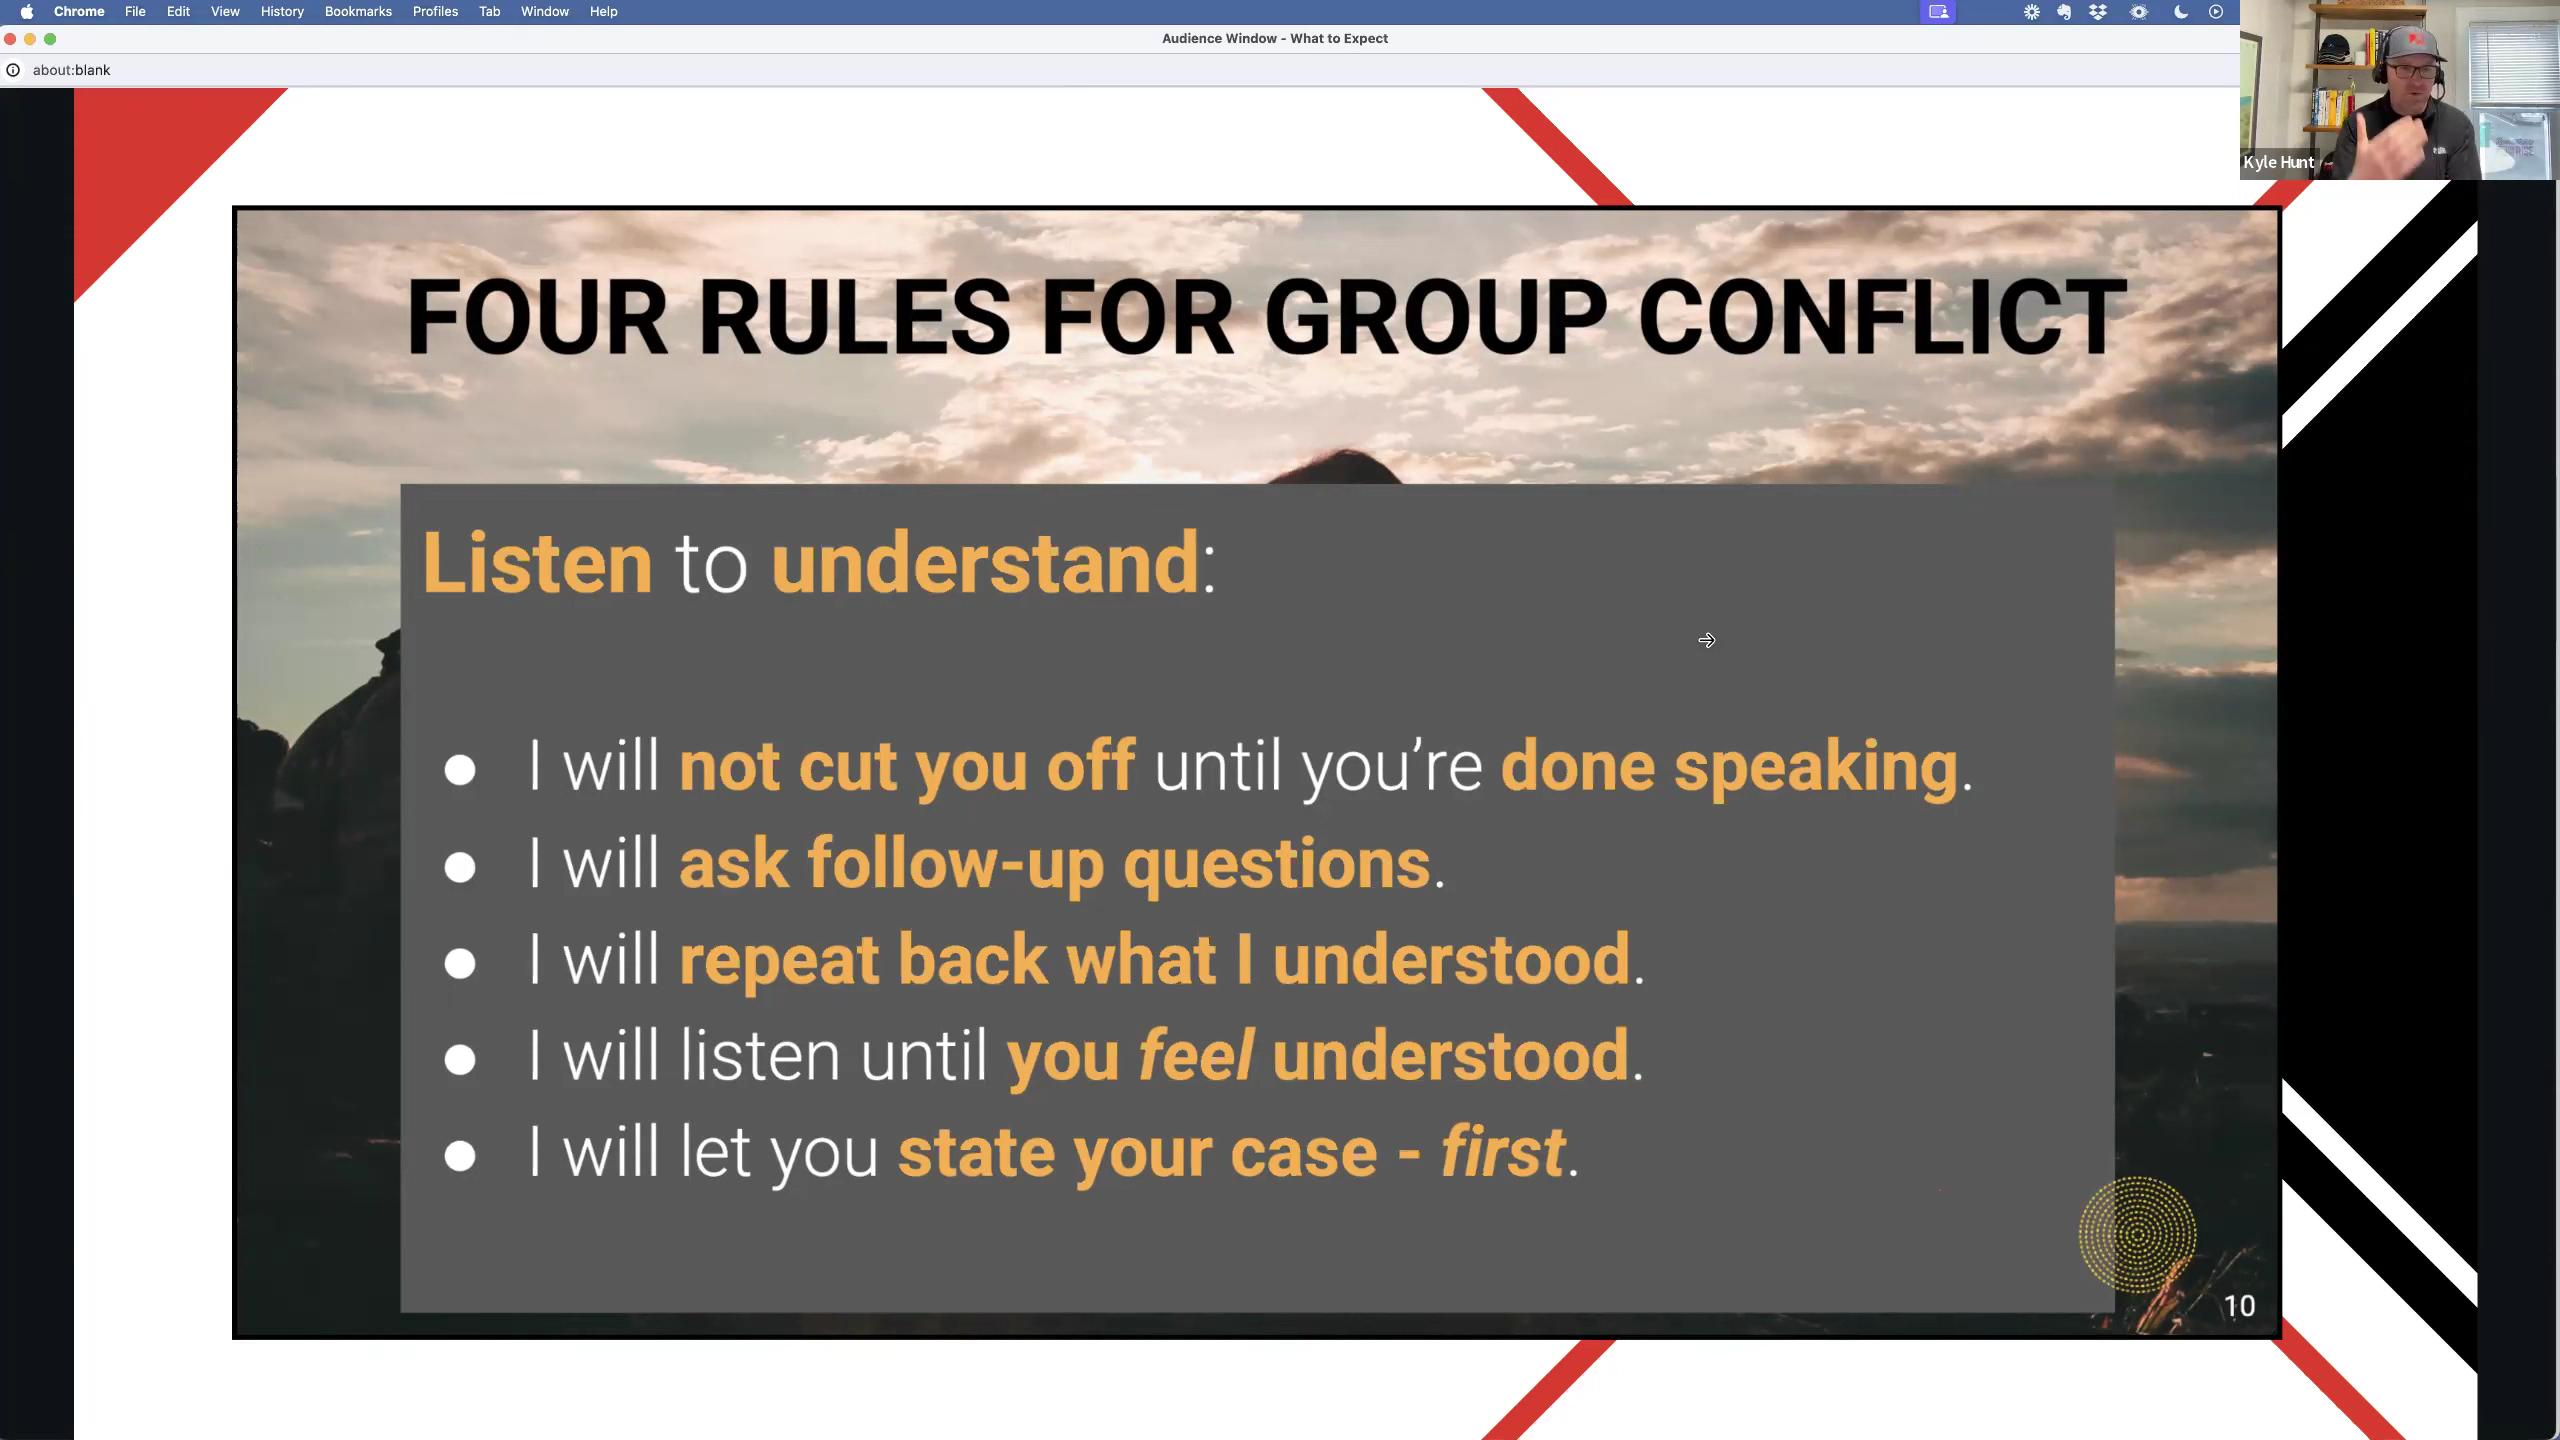 Chrome File Edit View History Bookmarks Profiles Tab Window Help
Audience Window - What to Expect
about:blank
Kyle Hunt
FOUR RULES FOR GROUP CONFLICT
Listen to understand:
● I will not cut you off until you’re done speaking.
● I will ask follow-up questions.
● I will repeat back what I understood.
● I will listen until you feel understood.
● I will let you state your case - first.
10